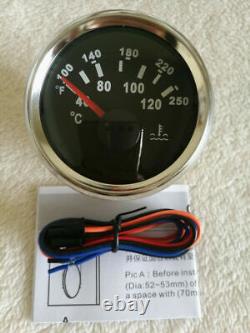 100 140 180 220 250
°F
40 80 100 120
°C
Pic A : Before inst
(Dia:52~53mm) of
a space with (70m
A